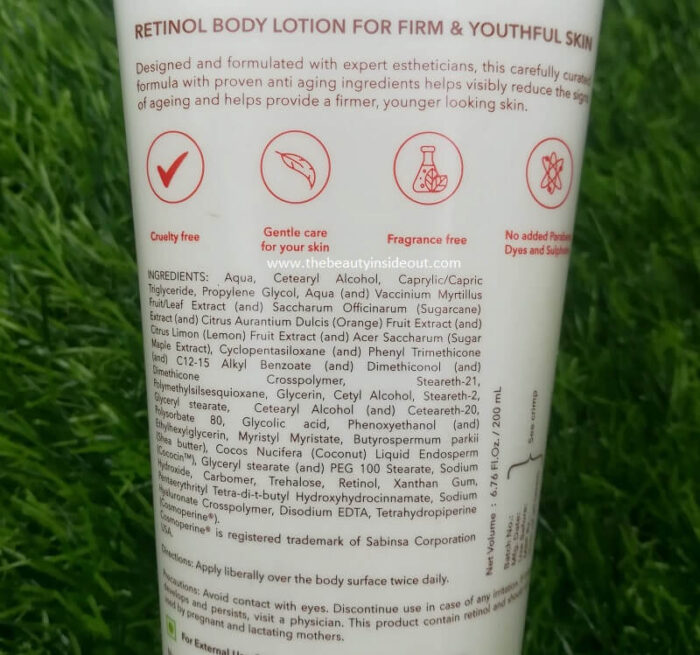 RETINOL BODY LOTION FOR FIRM & YOUTHFUL SKIN
Designed and formulated with expert estheticians, this carefully curated
formula with proven anti aging ingredients helps visibly reduce the signs
of ageing and helps provide a firmer, younger looking skin.
Cruelty free
Gentle care
for your skin
Fragrance free
No added Parabens
Dyes and
www.thebeautyinsideout.com
INGREDIENTS: Aqua, Cetearyl Alcohol, Caprylic/Capric
Triglyceride, Propylene Glycol, Aqua (and) Vaccinium Myrtillus
Fruit/Leaf Extract (and) Saccharum Officinarum (Sugarcane)
Extract (and) Citrus Aurantium Dulcis (Orange) Fruit Extract (and)
Citrus Limon (Lemon) Fruit Extract (and) Acer Saccharum (Sugar
Maple Extract), Cyclopentasiloxane (and) Phenyl Trimethicone
(and) C12-15 Alkyl Benzoate (and) Dimethiconol (and)
Dimethicone Crosspolymer, Steareth-21,
Polymethylsilsesquioxane, Glycerin, Cetyl Alcohol, Steareth-2,
Glyceryl stearate, Cetearyl Alcohol (and) Ceteareth-20,
Polysorbate 80, Glycolic acid, Phenoxyethanol (and)
Ethylhexylglycerin, Myristyl Myristate, Butyrospermum parkii
(Shea butter), Cocos Nucifera (Coconut) Liquid Endosperm
(Cococin™), Glyceryl stearate (and) PEG 100 Stearate, Sodium
Hydroxide, Carbomer, Trehalose, Retinol, Xanthan Gum,
Pentaerythrityl Tetra-di-t-butyl Hydroxyhydrocinnamate, Sodium
Hyaluronate Crosspolymer, Disodium EDTA, Tetrahydropiperine
(Cosmoperine®).
Cosmoperine® is registered trademark of Sabinsa Corporation
USA.
Directions: Apply liberally over the body surface twice daily.
Precautions: Avoid contact with eyes. Discontinue use in case of any irritation. If
develops and persists, visit a physician. This product contain retinol and should
used by pregnant and lactating mothers.
For External
Net Volume : 6.76 Fl.Oz. / 200 mL
Batch No.:
Mfg. Date:
See crimp